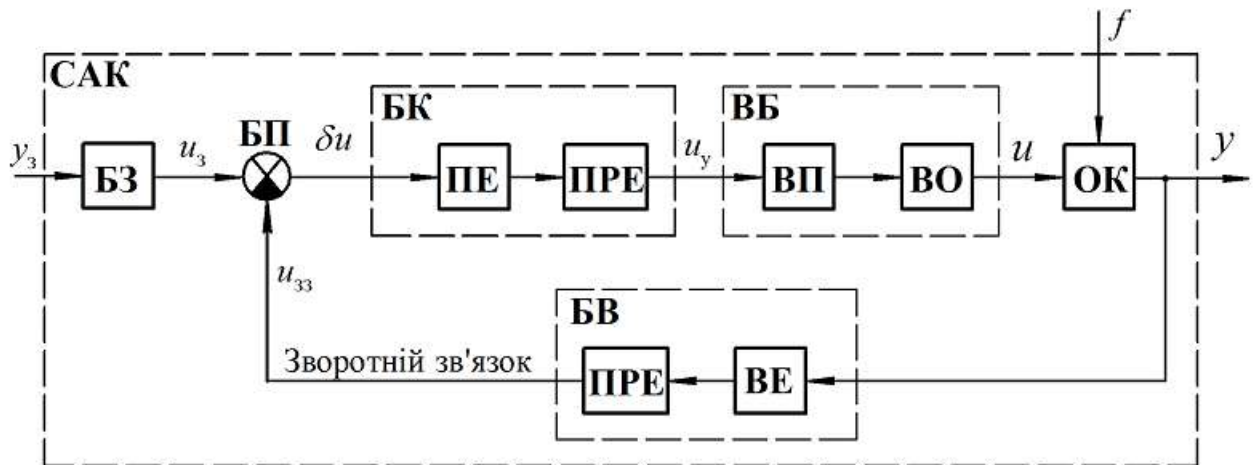 f
САК
БК
ВБ
БП
yз
uз
δu
uу
u
y
БЗ
ПЕ
ПРЕ
ВП
ВО
ОК
uзз
БВ
Зворотній зв'язок
ПРЕ
ВЕ